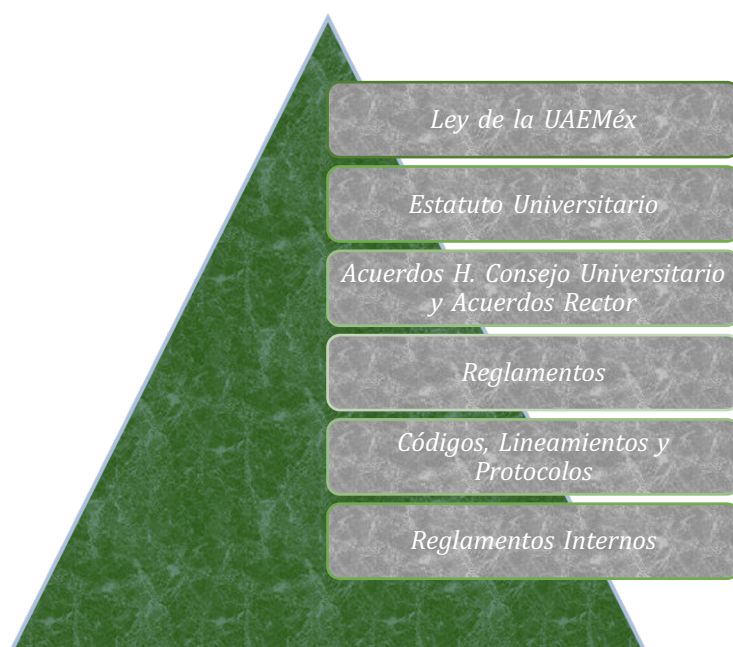 Ley de la UAEMéx
Estatuto Universitario
Acuerdos H. Consejo Universitario
y Acuerdos Rector
Reglamentos
Códigos, Lineamientos y
Protocolos
Reglamentos Internos